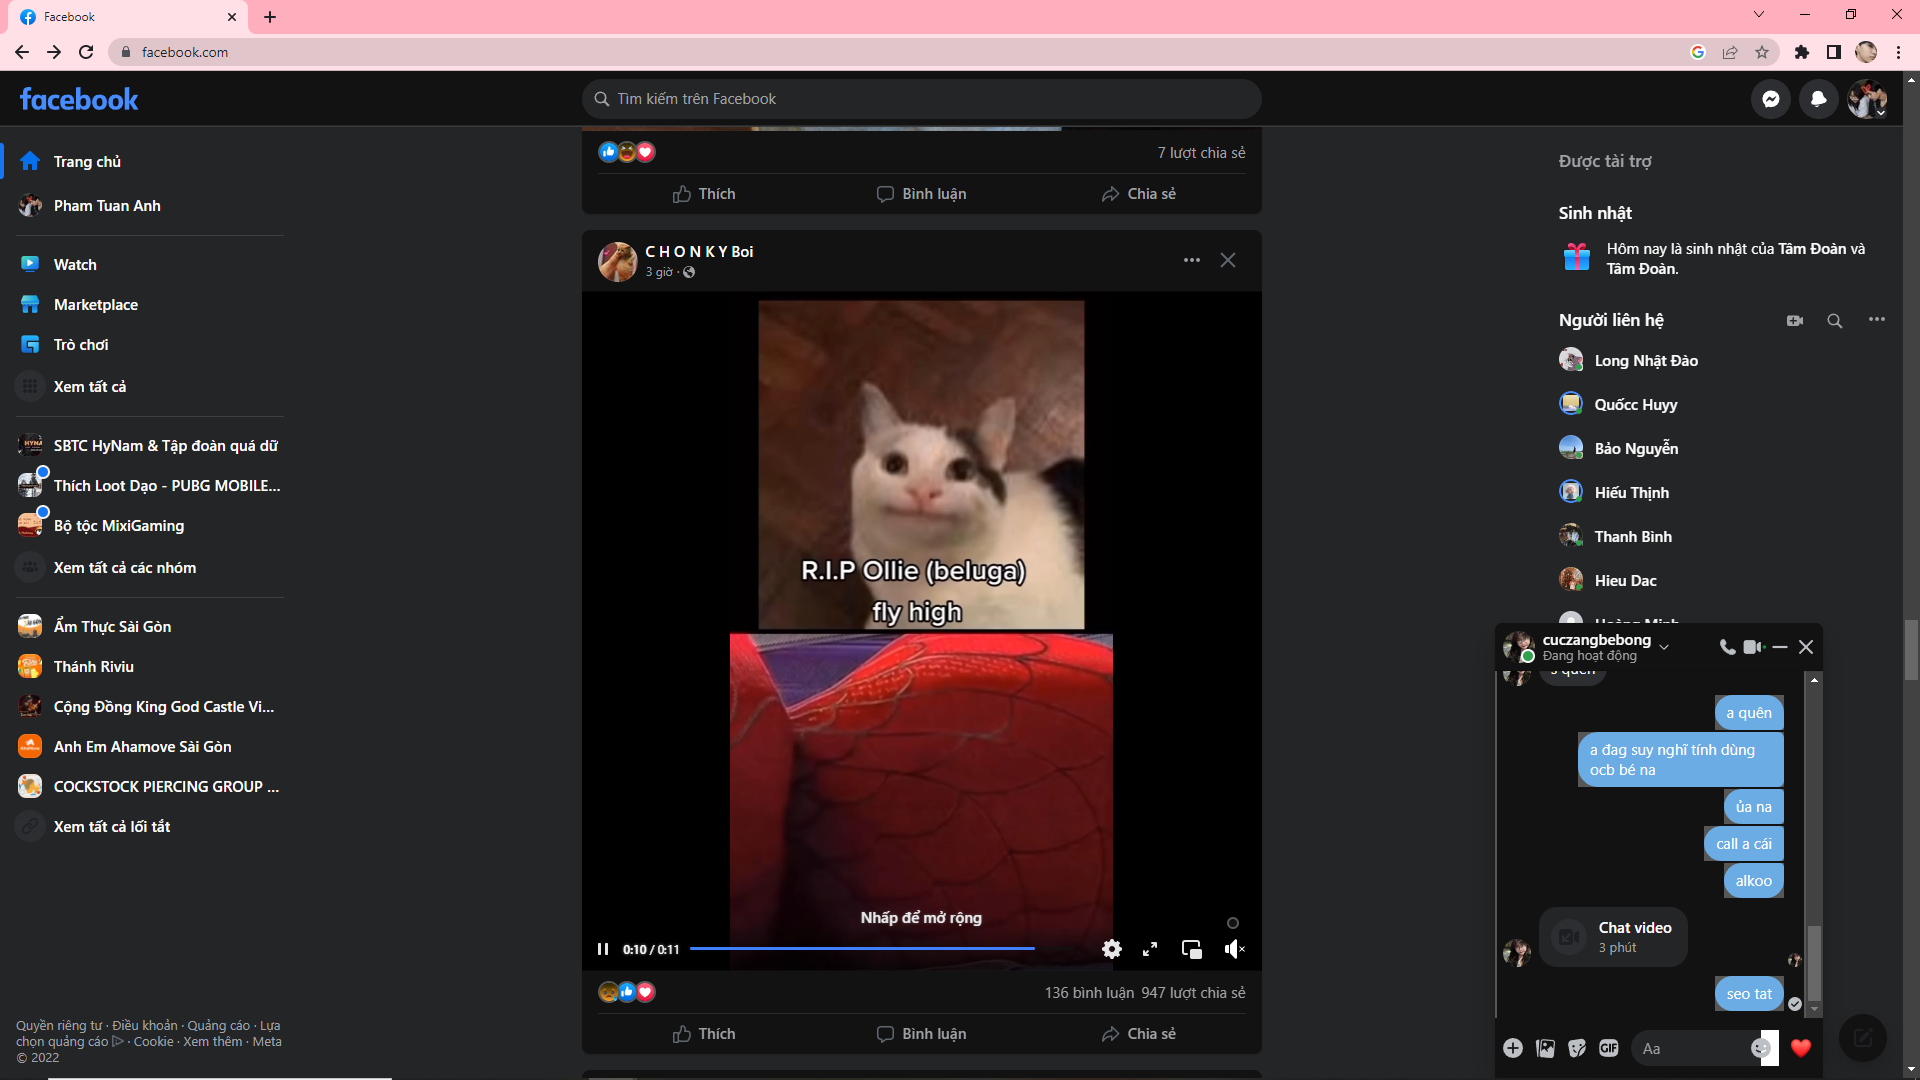 Facebook
facebook.com
facebook
Tìm kiếm trên Facebook
Trang chủ
Pham Tuan Anh
Watch
Marketplace
Trò chơi
Xem tất cả
SBTC HyNam & Tập đoàn quá dữ
Thích Loot Dạo - PUBG MOBILE...
Bộ tộc MixiGaming
Xem tất cả các nhóm
Ẩm Thực Sài Gòn
Thánh Riviu
Cộng Đồng King God Castle Vi...
Anh Em Ahamove Sài Gòn
COCKSTOCK PIERCING GROUP ...
Xem tất cả lối tắt
Quyền riêng tư · Điều khoản · Quảng cáo · Lựa
chọn quảng cáo · Cookie · Xem thêm · Meta
© 2022
7 lượt chia sẻ
Thích
Bình luận
Chia sẻ
C H O N K Y Boi
3 giờ ·
R.I.P Ollie (beluga)
fly high
Nhấp để mở rộng
0:10 / 0:11
136 bình luận 947 lượt chia sẻ
Thích
Bình luận
Chia sẻ
Được tài trợ
Sinh nhật
Hôm nay là sinh nhật của Tâm Đoàn và
Tâm Đoàn.
Người liên hệ
Long Nhật Đào
Quốcc Huyy
Bảo Nguyễn
Hiếu Thịnh
Thanh Bình
Hieu Dac
Hoàng Minh
cuczangbebong
Đang hoạt động
s quên
a quên
a đag suy nghĩ tính dùng
ocb bé na
ủa na
call a cái
alkoo
Chat video
3 phút
seo tat
GIF
Aa